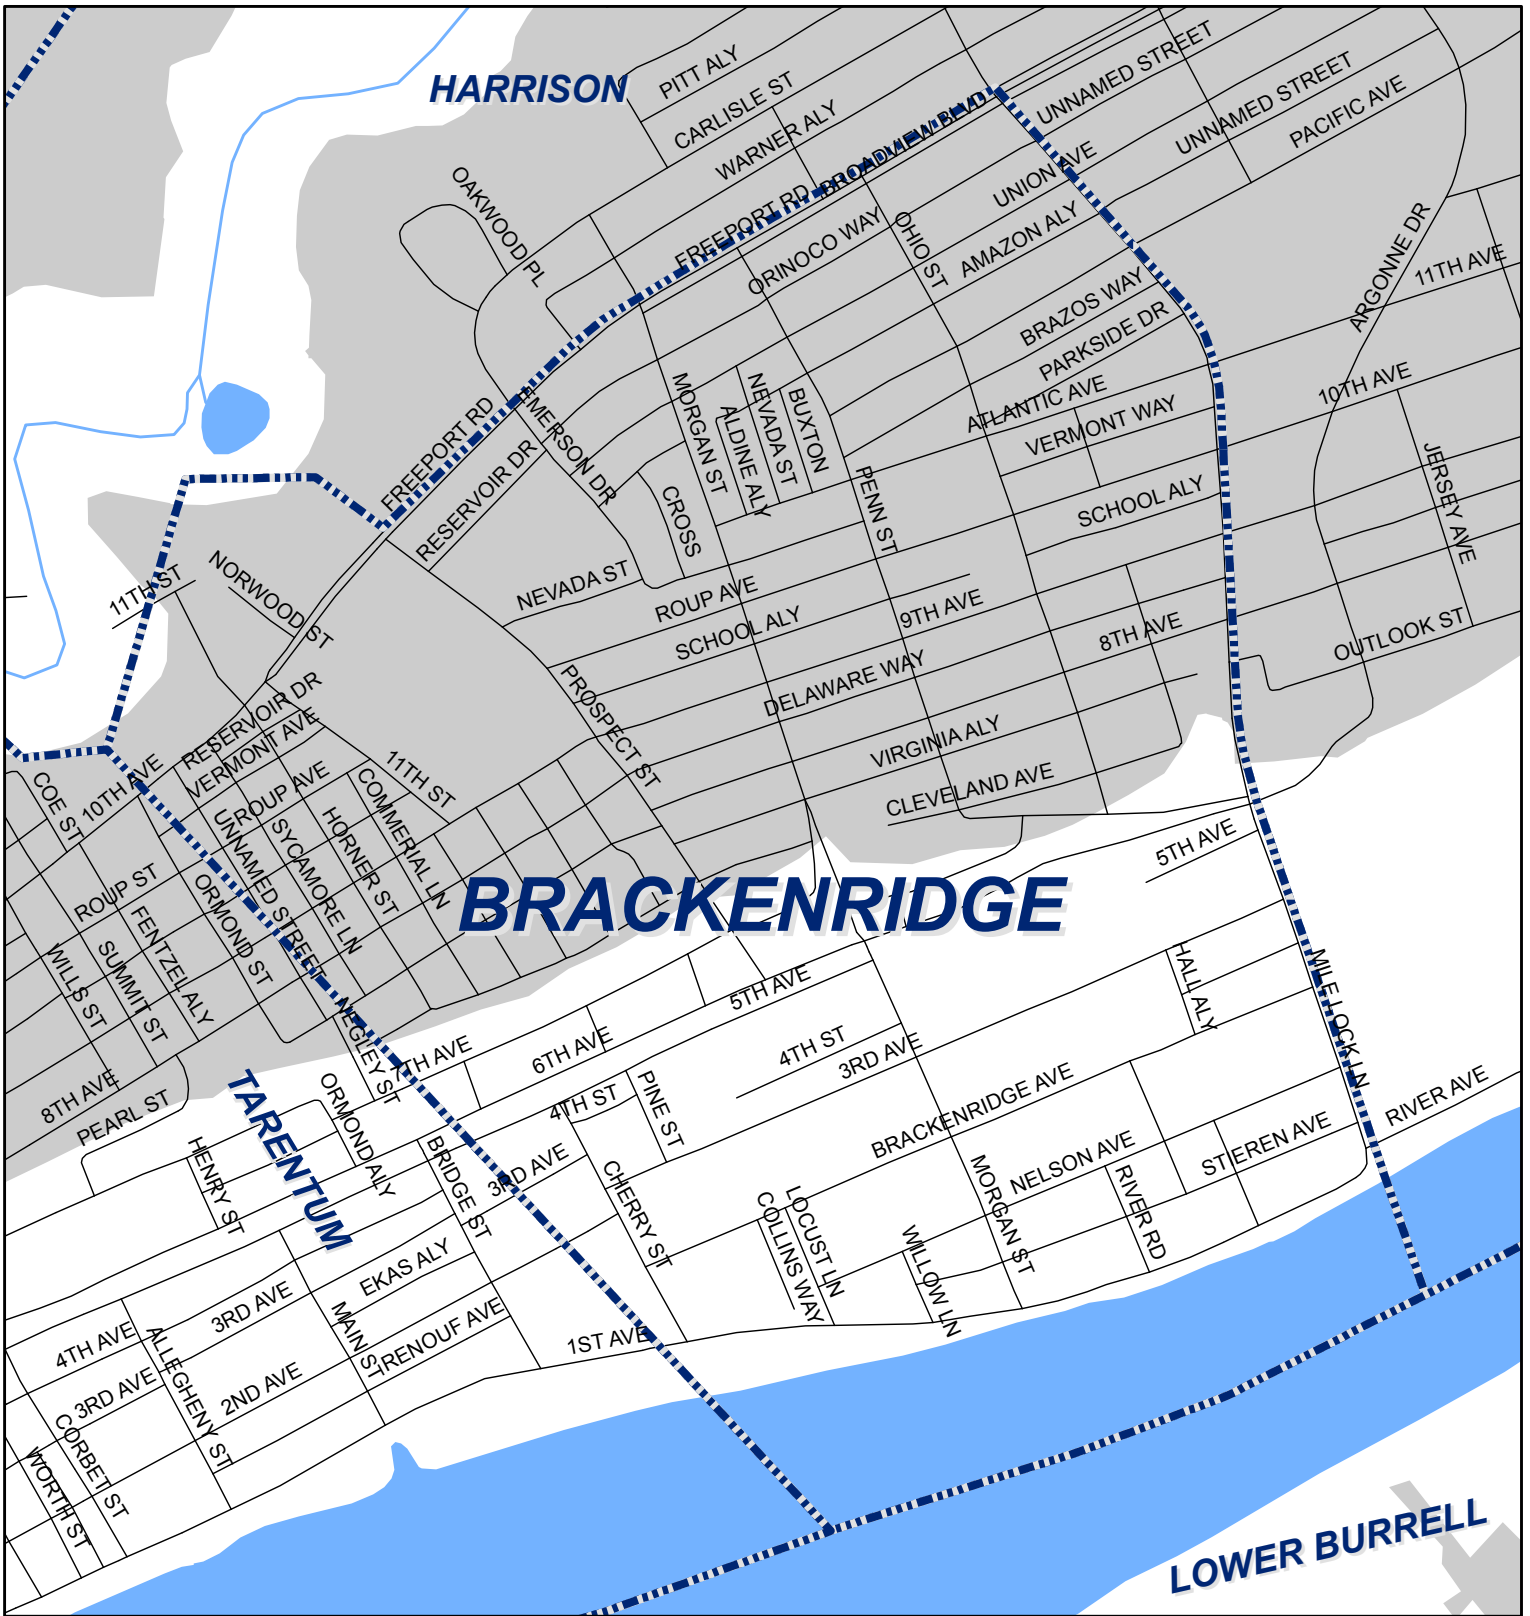 HARRISON
PITT ALY
CARLISLE ST
WARNER ALY
UNNAMED STREET
UNNAMED STREET
PACIFIC AVE
BROADVIEW BLVD
FREEPORT RD
UNION AVE
OAKWOOD PL
ORINOCO WAY
OHIO ST
AMAZON ALY
ARGONNE DR
11TH AVE
BRAZOS WAY
PARKSIDE DR
ATLANTIC AVE
10TH AVE
VERMONT WAY
MORGAN ST
NEVADA ST
BUXTON
ALDINE ALY
EMERSON DR
FREEPORT RD
RESERVOIR DR
CROSS
PENN ST
SCHOOL ALY
JERSEY AVE
11TH ST
NORWOOD ST
NEVADA ST
ROUP AVE
SCHOOL ALY
9TH AVE
8TH AVE
OUTLOOK ST
DELAWARE WAY
PROSPECT ST
VIRGINIA ALY
CLEVELAND AVE
RESERVOIR DR
VERMONT AVE
10TH AVE
COE ST
ROUP AVE
11TH ST
COMMERIAL LN
HORNER ST
SYCAMORE LN
UNNAMED STREET
ORMOND ST
ROUP ST
FENTZEL ALY
SUMMIT ST
WILLS ST
BRACKENRIDGE
5TH AVE
5TH AVE
HALL ALY
MILE LOCK LN
NEGLEY ST
7TH AVE
6TH AVE
4TH ST
3RD AVE
8TH AVE
PEARL ST
TARENTUM
ORMOND ALY
HENRY ST
4TH ST
PINE ST
BRIDGE ST
3RD AVE
CHERRY ST
BRACKENRIDGE AVE
RIVER AVE
NELSON AVE
STIEREN AVE
MORGAN ST
RIVER RD
LOCUST LN
COLLINS WAY
WILLOW LN
EKAS ALY
3RD AVE
MAIN ST
RENOUF AVE
1ST AVE
4TH AVE
ALLEGHENY ST
3RD AVE
2ND AVE
CORBET ST
WORTH ST
LOWER BURRELL